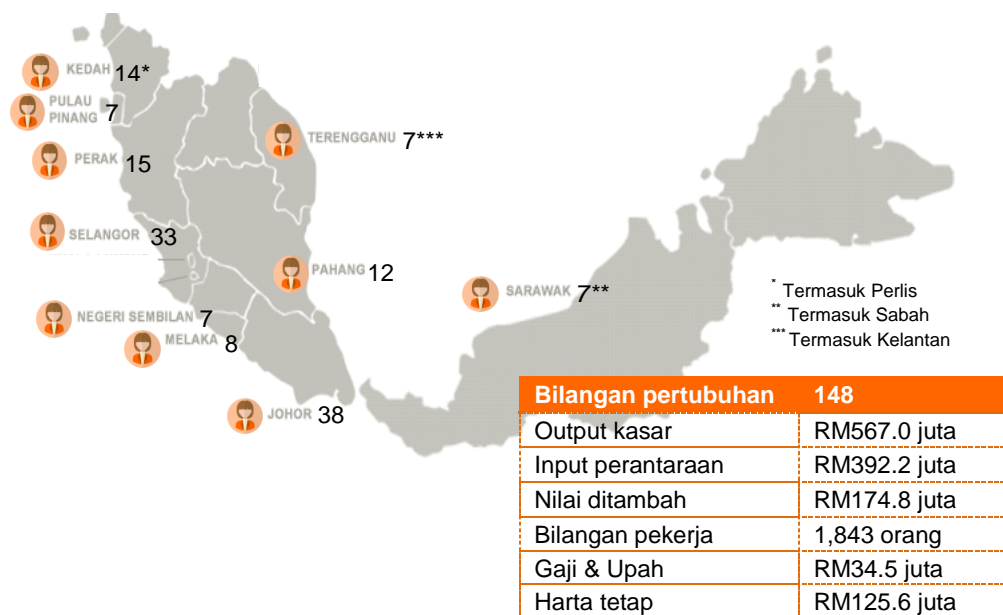 KEDAH 14*
PULAU
PINANG 7
PERAK 15
TERENGGANU 7***
SELANGOR 33
PAHANG 12
SARAWAK 7**
NEGERI SEMBILAN 7
MELAKA 8
JOHOR 38
* Termasuk Perlis
** Termasuk Sabah
*** Termasuk Kelantan
Bilangan pertubuhan 148
Output kasar RM567.0 juta
Input perantaraan RM392.2 juta
Nilai ditambah RM174.8 juta
Bilangan pekerja 1,843 orang
Gaji & Upah RM34.5 juta
Harta tetap RM125.6 juta